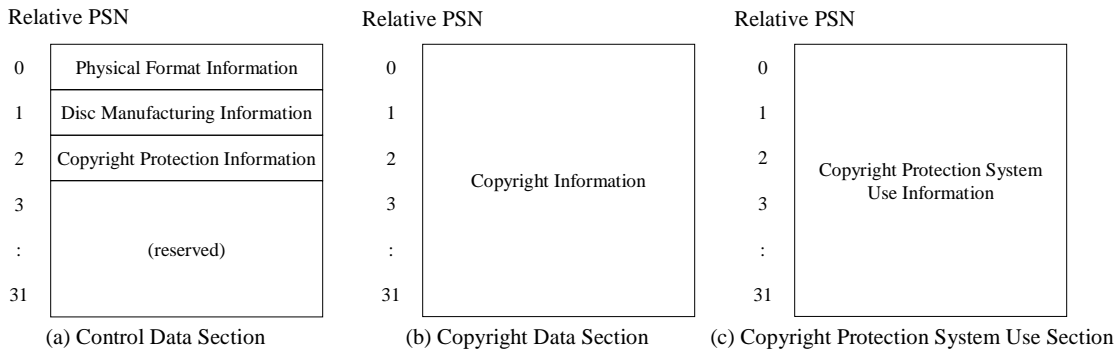 Relative PSN
0
Physical Format Information
1
Disc Manufacturing Information
2
Copyright Protection Information
3
:
(reserved)
31
(a) Control Data Section
Relative PSN
0
1
2
Copyright Information
3
:
31
(b) Copyright Data Section
Relative PSN
0
1
2
Copyright Protection System
Use Information
3
:
31
(c) Copyright Protection System Use Section